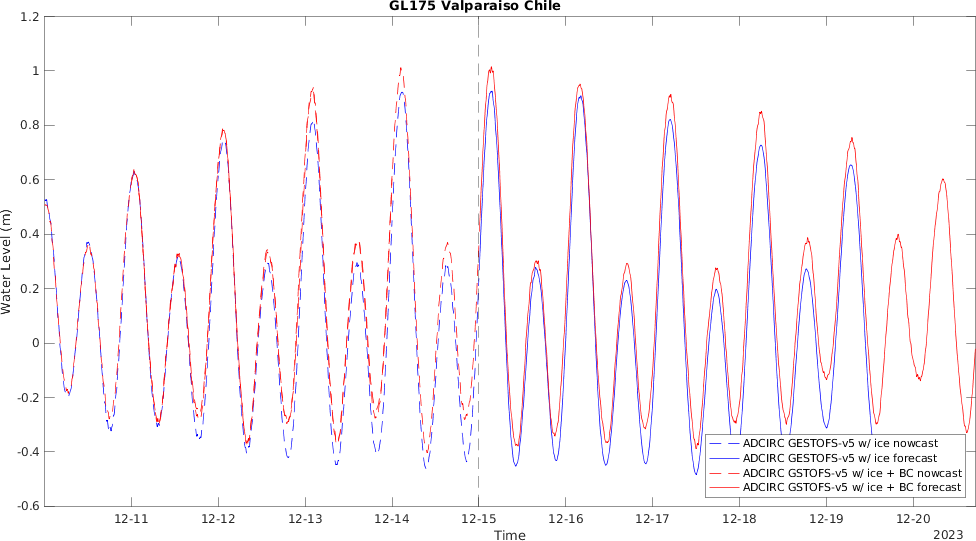 GL175 Valparaiso Chile
1.2
1
0.8
0.6
0.4
0.2
0
-0.2
-0.4
-0.6
Water Level (m)
12-11 12-12 12-13 12-14 12-15 12-16 12-17 12-18 12-19 12-20
Time
2023
ADCIRC GESTOFS-v5 w/ ice nowcast
ADCIRC GESTOFS-v5 w/ ice forecast
ADCIRC GSTOFS-v5 w/ ice + BC nowcast
ADCIRC GSTOFS-v5 w/ ice + BC forecast